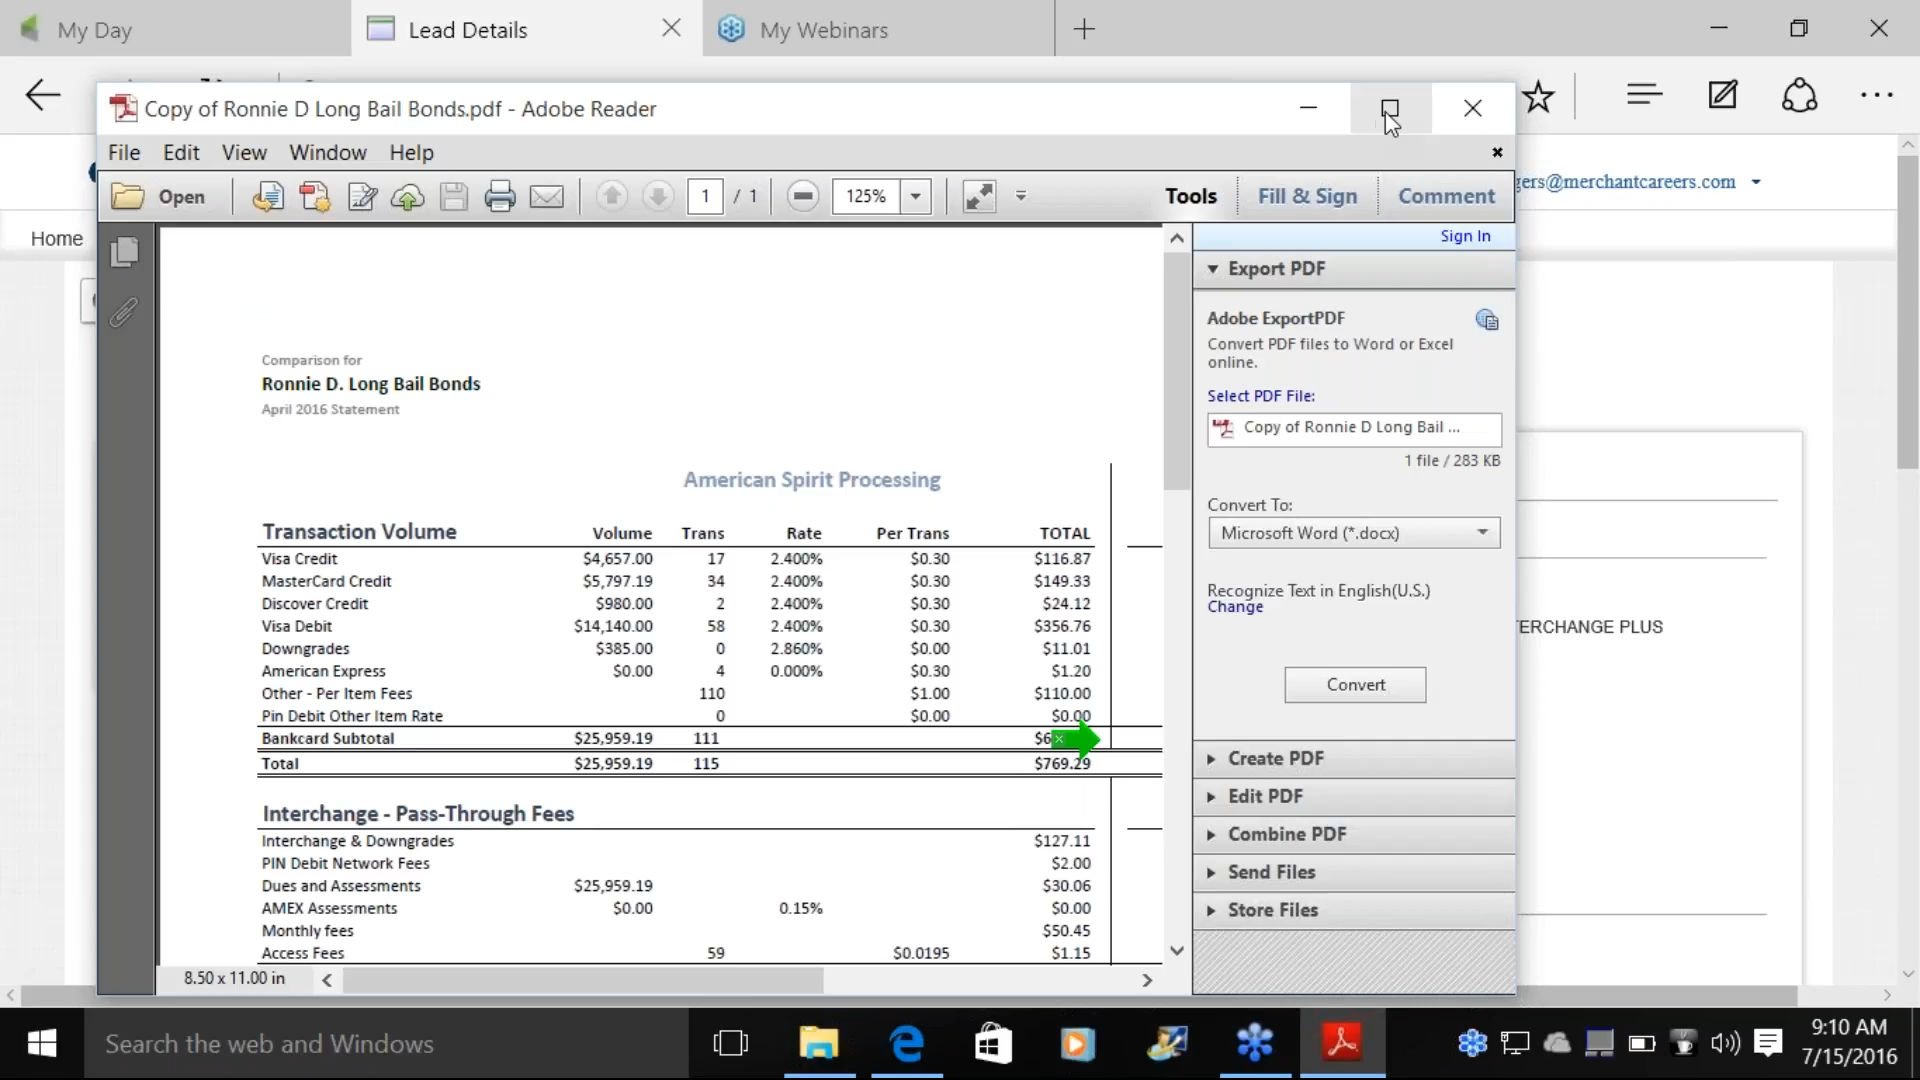 My Day
Lead Details
My Webinars
Copy of Ronnie D Long Bail Bonds.pdf - Adobe Reader
File Edit View Window Help
Open 1 / 1 125% Tools Fill & Sign Comment
gers@merchantcareers.com
Home
Sign In
Export PDF
Adobe ExportPDF
Convert PDF files to Word or Excel
online.
Select PDF File:
Copy of Ronnie D Long Bail ...
1 file / 283 KB
Convert To:
Microsoft Word (*.docx)
Recognize Text in English(U.S.)
Change
Convert
Create PDF
Edit PDF
Combine PDF
Send Files
Store Files
Comparison for
Ronnie D. Long Bail Bonds
April 2016 Statement
American Spirit Processing
Transaction Volume Volume Trans Rate Per Trans TOTAL
Visa Credit $4,657.00 17 2.400% $0.30 $116.87
MasterCard Credit $5,797.19 34 2.400% $0.30 $149.33
Discover Credit $980.00 2 2.400% $0.30 $24.12
Visa Debit $14,140.00 58 2.400% $0.30 $356.76
Downgrades $385.00 0 2.860% $0.00 $11.01
American Express $0.00 4 0.000% $0.30 $1.20
Other - Per Item Fees 110 $1.00 $110.00
Pin Debit Other Item Rate 0 $0.00 $0.00
Bankcard Subtotal $25,959.19 111
Total $25,959.19 115 $769.29
Interchange - Pass-Through Fees
Interchange & Downgrades $127.11
PIN Debit Network Fees $2.00
Dues and Assessments $25,959.19 $30.06
AMEX Assessments $0.00 0.15% $0.00
Monthly fees $50.45
Access Fees 59 $0.0195 $1.15
8.50 x 11.00 in
ERCHANGE PLUS
Search the web and Windows
9:10 AM
7/15/2016